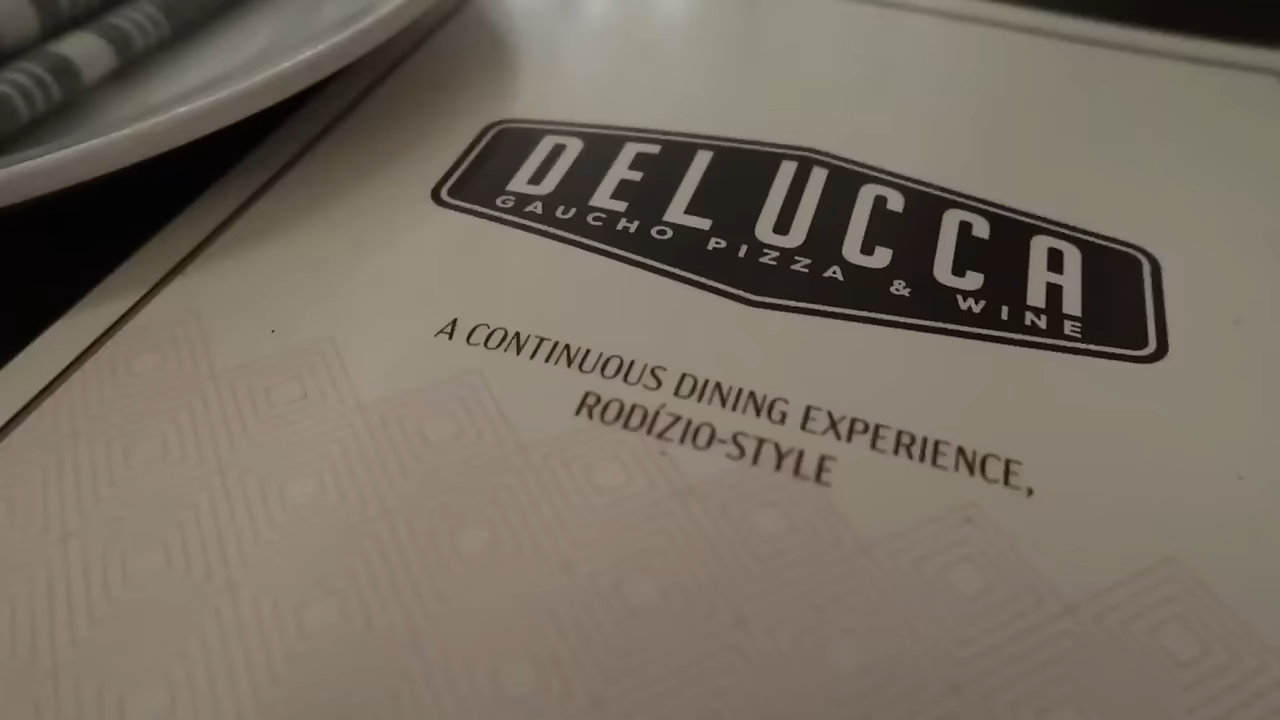 DELUCCA
GAUCHO PIZZA & WINE
A CONTINUOUS DINING EXPERIENCE,
RODÍZIO-STYLE